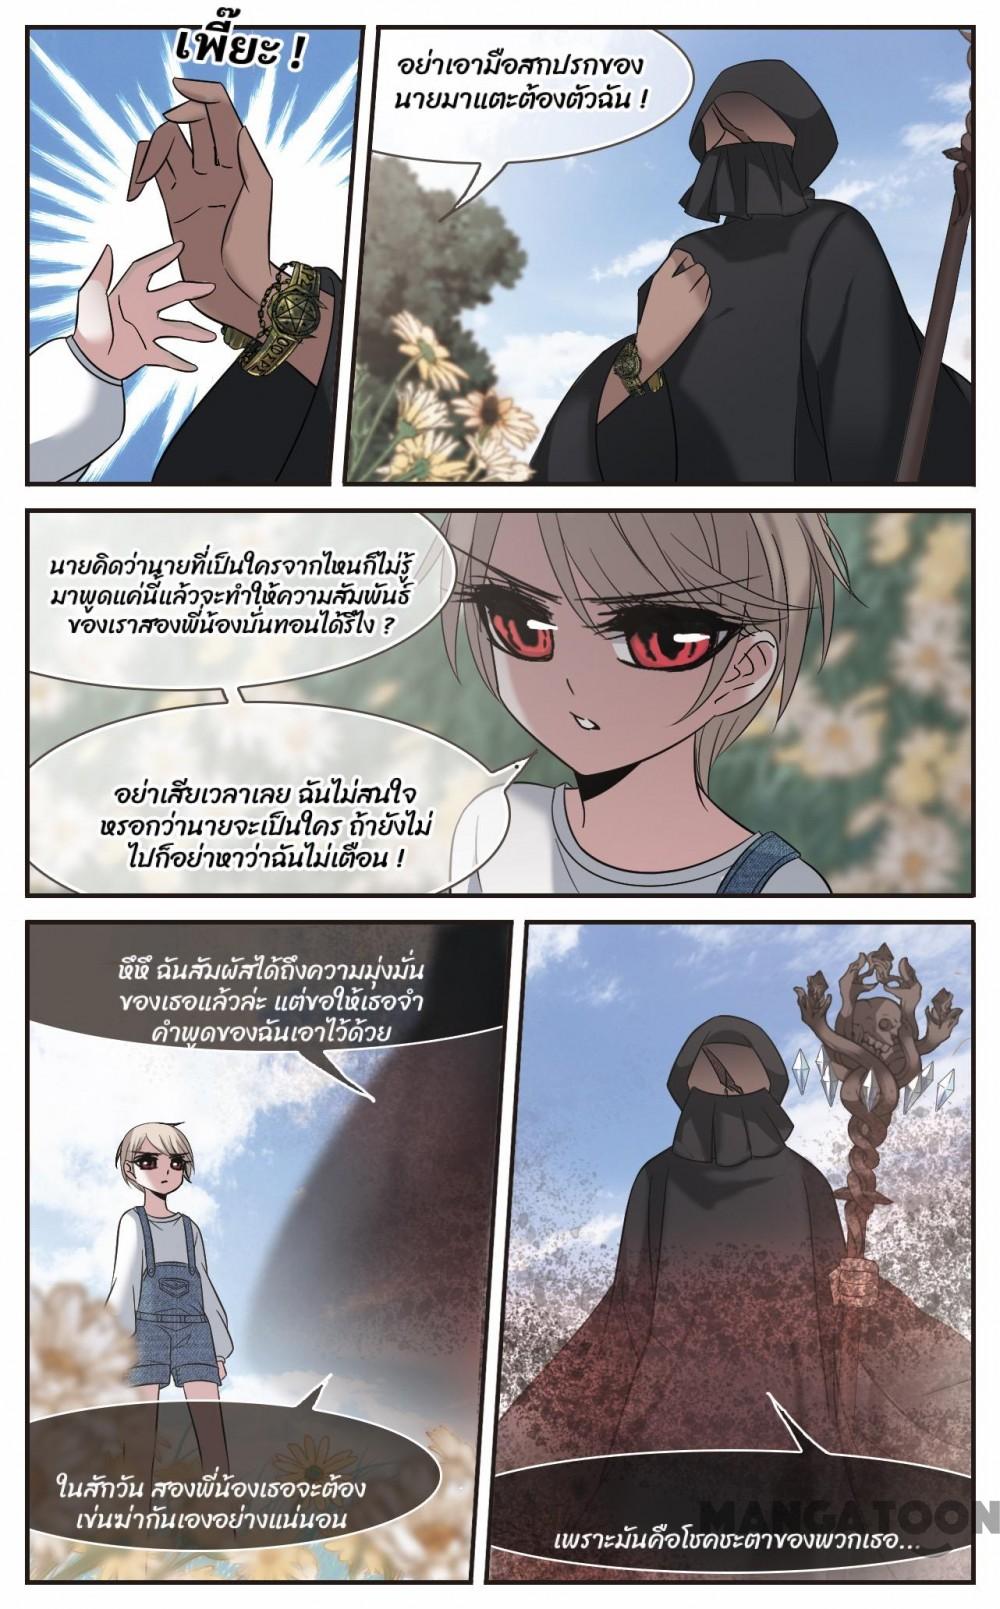 เพี๊ยะ !
อย่าเอามือสกปรกของ
นายมาแตะต้องตัวฉัน !
นายคิดว่านายที่เป็นใครจากไหนก็ไม่รู้
มาพูดแค่นี้แล้วจะทำให้ความสัมพันธ์
ของเราสองพี่น้องบั่นทอนได้รึไง ?
อย่าเสียเวลาเลย ฉันไม่สนใจ
หรอกว่านายจะเป็นใคร ถ้ายังไม่
ไปก็อย่าหาว่าฉันไม่เตือน !
หึหึ ฉันสัมผัสได้ถึงความมุ่งมั่น
ของเธอแล้วล่ะ แต่ขอให้เธอจำ
คำพูดของฉันเอาไว้ด้วย
ในสักวัน สองพี่น้องเธอจะต้อง
เข่นฆ่ากันเองอย่างแน่นอน
เพราะมันคือโชคชะตาของพวกเธอ...
MANGATOON